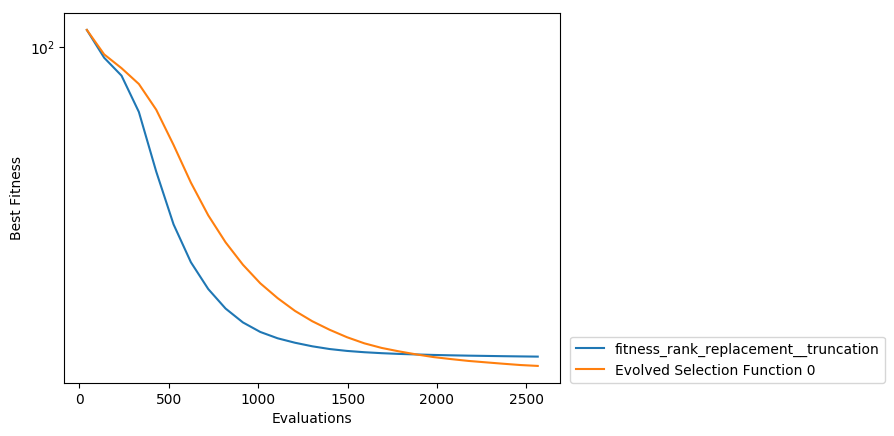 10²
Best Fitness
0 500 1000 1500 2000 2500
Evaluations
fitness_rank_replacement__truncation
Evolved Selection Function 0